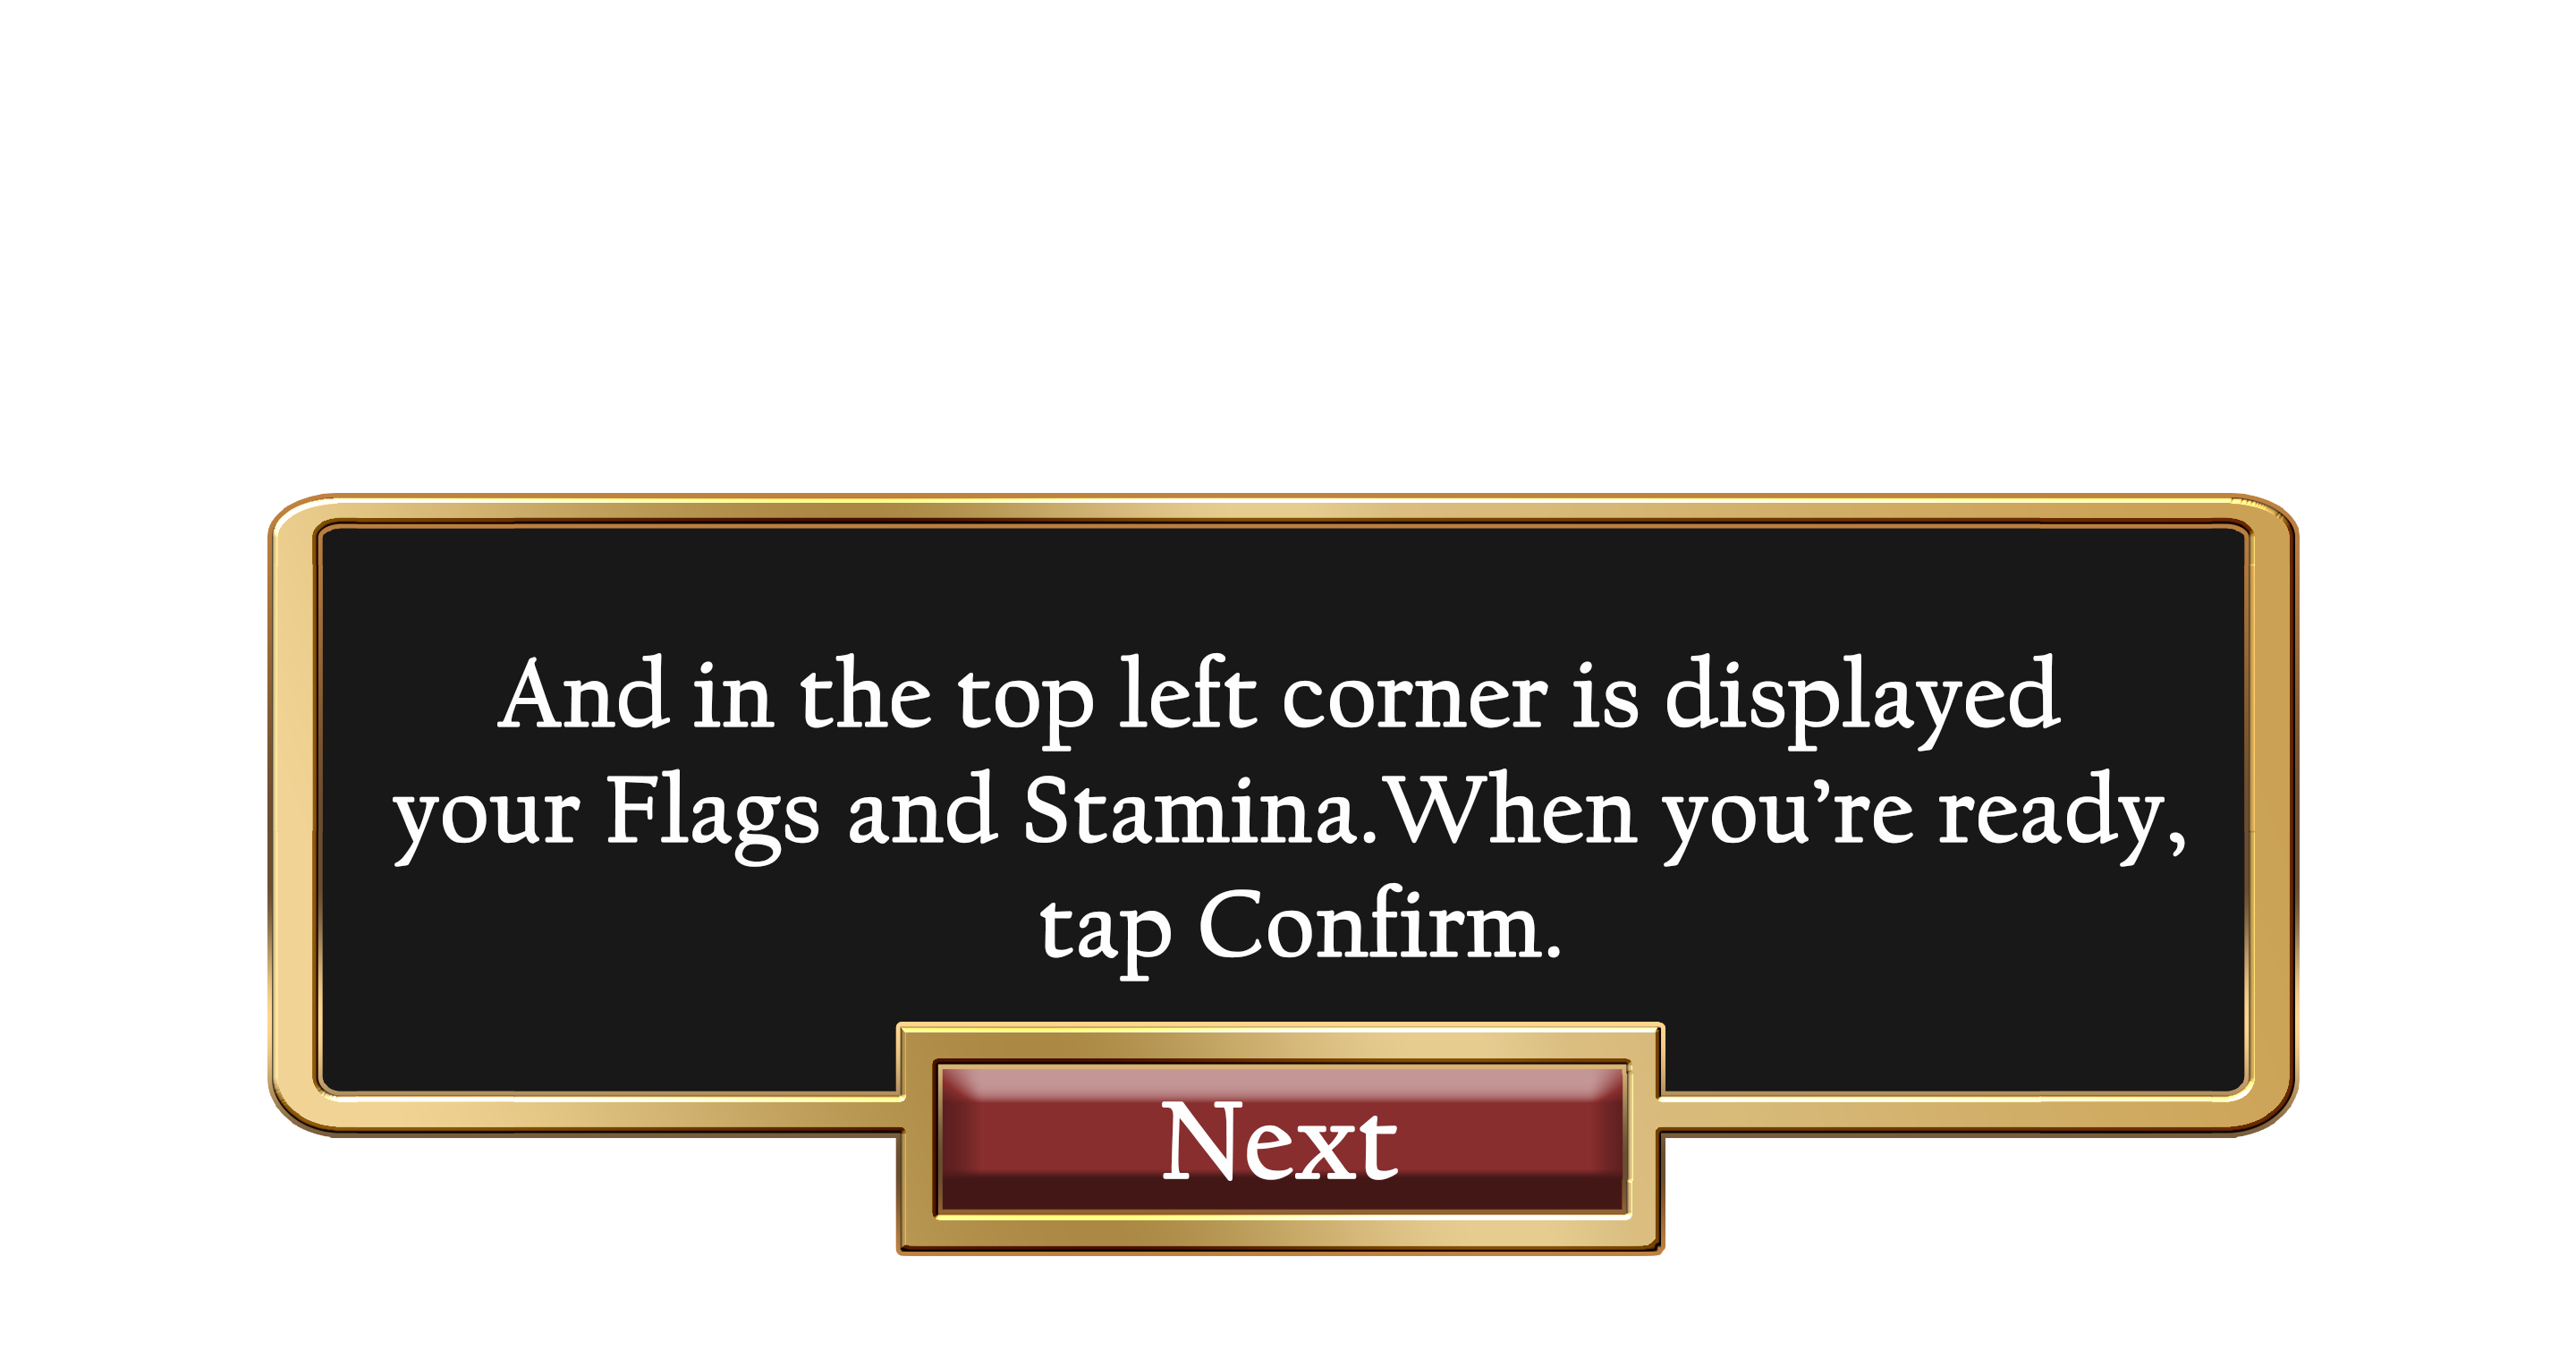 And in the top left corner is displayed
your Flags and Stamina. When you’re ready,
tap Confirm.
Next